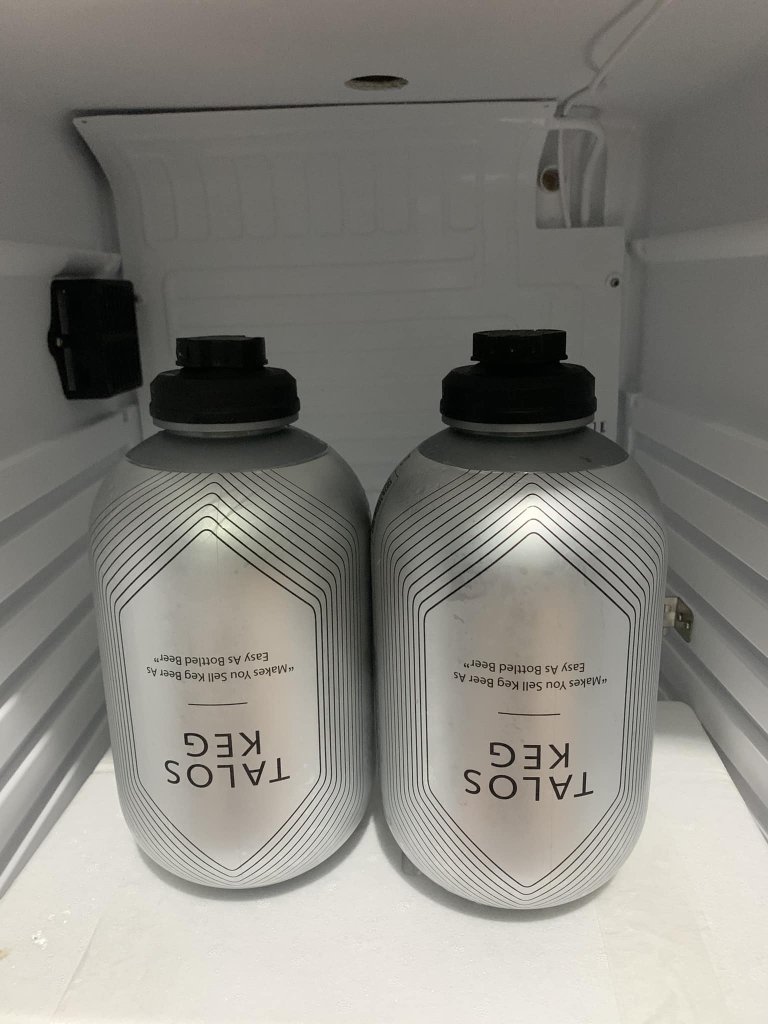 TALOS
KEG
“Makes You Sell Keg Beer As
Easy As Bottled Beer”
TALOS
KEG
“Makes You Sell Keg Beer As
Easy As Bottled Beer”